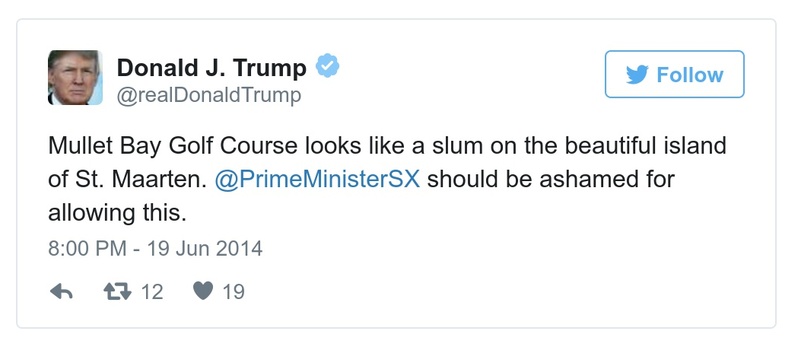 Donald J. Trump
@realDonaldTrump
Follow
Mullet Bay Golf Course looks like a slum on the beautiful island
of St. Maarten. @PrimeMinisterSX should be ashamed for
allowing this.
8:00 PM - 19 Jun 2014
12 19